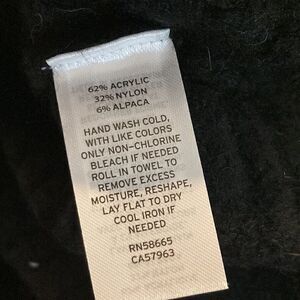 62% ACRYLIC
32% NYLON
6% ALPACA
HAND WASH COLD,
WITH LIKE COLORS
ONLY NON-CHLORINE
BLEACH IF NEEDED
ROLL IN TOWEL TO
REMOVE EXCESS
MOISTURE, RESHAPE,
LAY FLAT TO DRY
COOL IRON IF
NEEDED
RN58665
CA57963